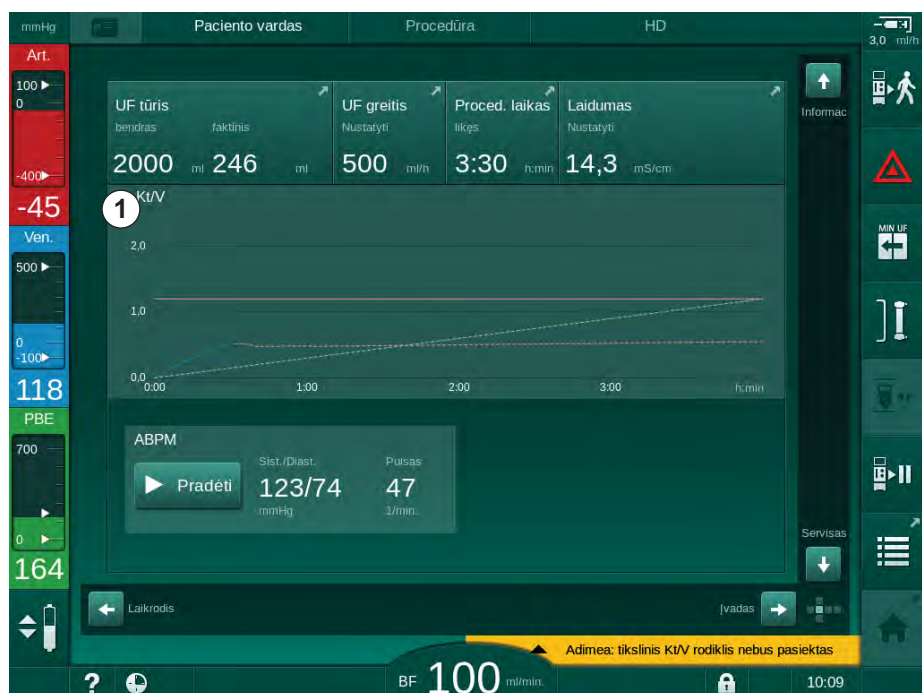 mmHg
Paciento vardas
Procedūra
HD
3,0 ml/h
Art.
100
0
-400
-45
Ven.
500
0
-100
118
PBE
700
0
164
UF tūris
bendras faktinis
2000 ml 246 ml
UF greitis
Nustatyti
500 ml/h
Proced. laikas
likęs
3:30 h:min
Laidumas
Nustatyti
14,3 mS/cm
Informac
1
Kt/V
2,0
1,0
0,0
0:00 1:00 2:00 3:00 h:min
ABPM
Pradėti
Sist./Diast.
123/74
mmHg
Pulsas
47
1/min.
MIN UF
Servisas
Laikrodis
Įvadas
Adimea: tikslinis Kt/V rodiklis nebus pasiektas
? BF 100 ml/min. 10:09